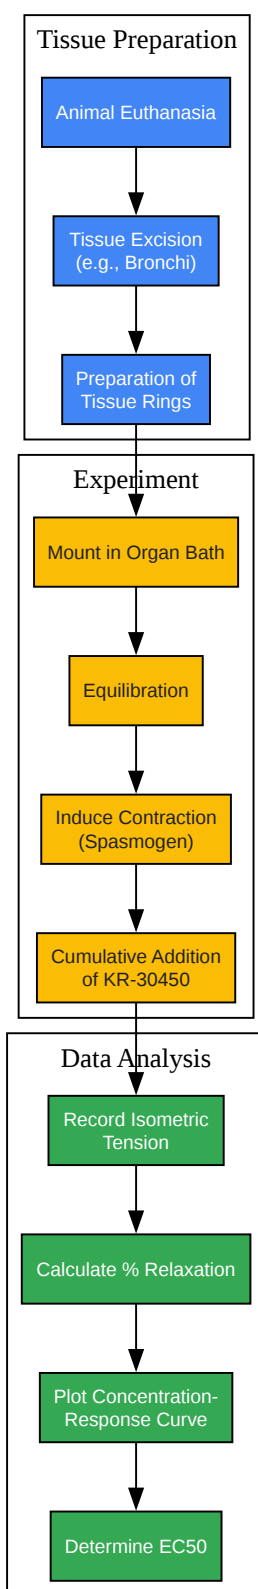 Tissue Preparation
Animal Euthanasia
Tissue Excision
(e.g., Bronchi)
Preparation of
Tissue Rings
Experiment
Mount in Organ Bath
Equilibration
Induce Contraction
(Spasmogen)
Cumulative Addition
of KR-30450
Data Analysis
Record Isometric
Tension
Calculate % Relaxation
Plot Concentration-
Response Curve
Determine EC50